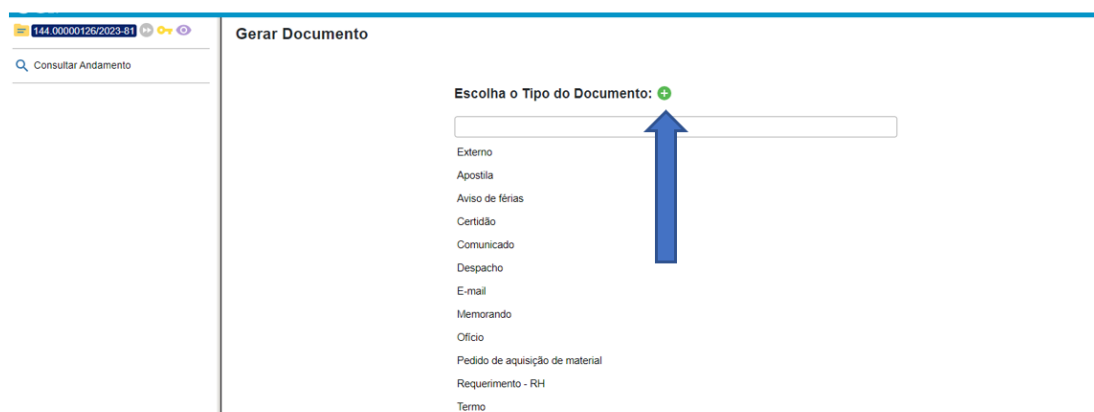 144.00000126/2023-81
Consultar Andamento
Gerar Documento
Escolha o Tipo do Documento:
Externo
Apostila
Aviso de férias
Certidão
Comunicado
Despacho
E-mail
Memorando
Ofício
Pedido de aquisição de material
Requerimento - RH
Termo